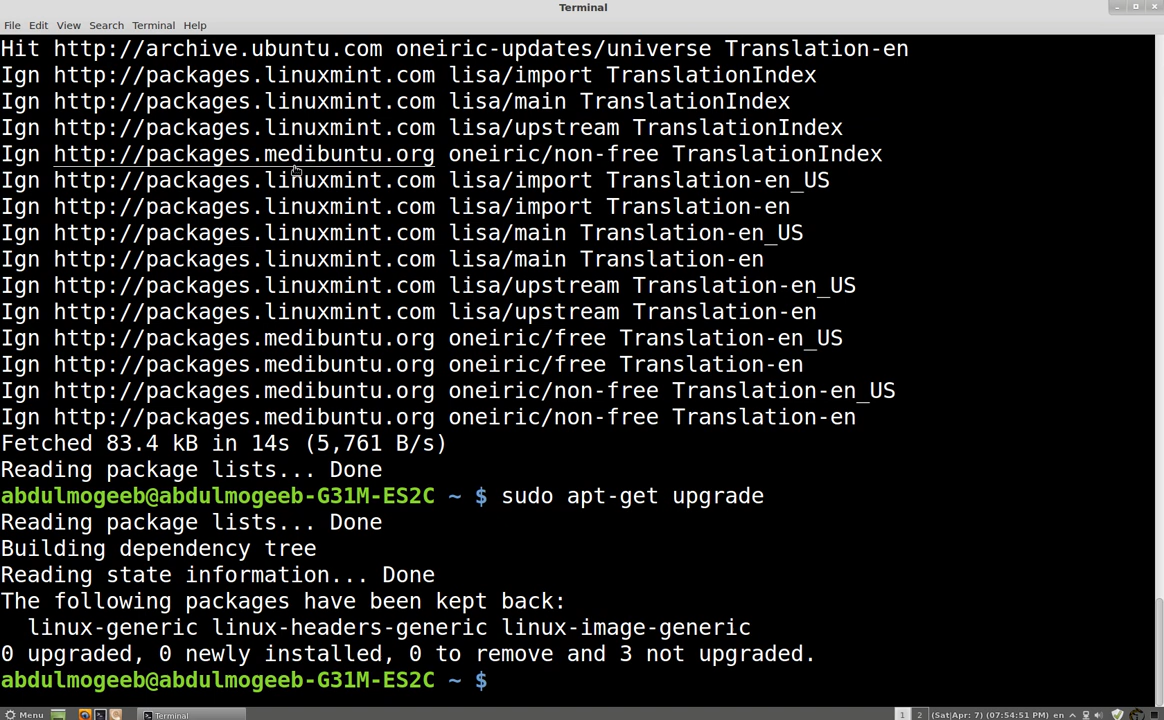 Terminal
File Edit View Search Terminal Help
Hit http://archive.ubuntu.com oneiric-updates/universe Translation-en
Ign http://packages.linuxmint.com lisa/import TranslationIndex
Ign http://packages.linuxmint.com lisa/main TranslationIndex
Ign http://packages.linuxmint.com lisa/upstream TranslationIndex
Ign http://packages.medibuntu.org oneiric/non-free TranslationIndex
Ign http://packages.linuxmint.com lisa/import Translation-en_US
Ign http://packages.linuxmint.com lisa/import Translation-en
Ign http://packages.linuxmint.com lisa/main Translation-en_US
Ign http://packages.linuxmint.com lisa/main Translation-en
Ign http://packages.linuxmint.com lisa/upstream Translation-en_US
Ign http://packages.linuxmint.com lisa/upstream Translation-en
Ign http://packages.medibuntu.org oneiric/free Translation-en_US
Ign http://packages.medibuntu.org oneiric/free Translation-en
Ign http://packages.medibuntu.org oneiric/non-free Translation-en_US
Ign http://packages.medibuntu.org oneiric/non-free Translation-en
Fetched 83.4 kB in 14s (5,761 B/s)
Reading package lists... Done
abdulmogeeb@abdulmogeeb-G31M-ES2C ~ $ sudo apt-get upgrade
Reading package lists... Done
Building dependency tree
Reading state information... Done
The following packages have been kept back:
  linux-generic linux-headers-generic linux-image-generic
0 upgraded, 0 newly installed, 0 to remove and 3 not upgraded.
abdulmogeeb@abdulmogeeb-G31M-ES2C ~ $
Menu Terminal 1 2 (Sat|Apr: 7) (07:54:51 PM) en